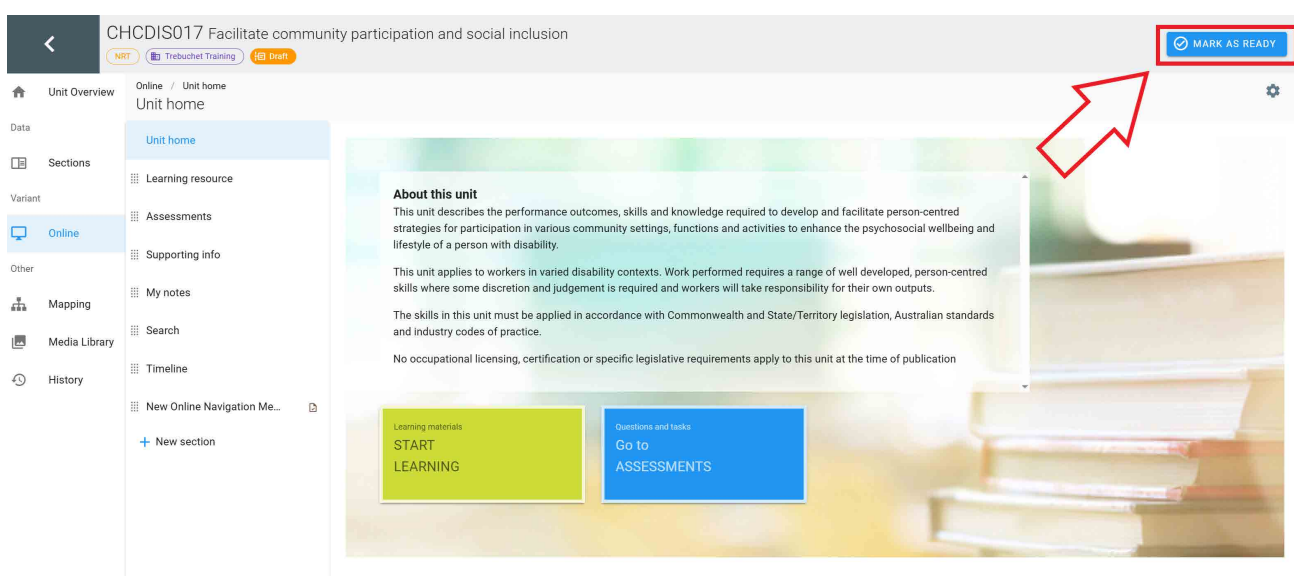 CHCDIS017 Facilitate community participation and social inclusion
NRT
Trebuchet Training
Draft
MARK AS READY
Unit Overview
Data
Sections
Variant
Online
Other
Mapping
Media Library
History
Online / Unit home
Unit home
Unit home
Learning resource
Assessments
Supporting info
My notes
Search
Timeline
New Online Navigation Me...
+ New section
About this unit
This unit describes the performance outcomes, skills and knowledge required to develop and facilitate person-centred
strategies for participation in various community settings, functions and activities to enhance the psychosocial wellbeing and
lifestyle of a person with disability.
This unit applies to workers in varied disability contexts. Work performed requires a range of well developed, person-centred
skills where some discretion and judgement is required and workers will take responsibility for their own outputs.
The skills in this unit must be applied in accordance with Commonwealth and State/Territory legislation, Australian standards
and industry codes of practice.
No occupational licensing, certification or specific legislative requirements apply to this unit at the time of publication
Learning materials
START
LEARNING
Questions and tasks
Go to
ASSESSMENTS